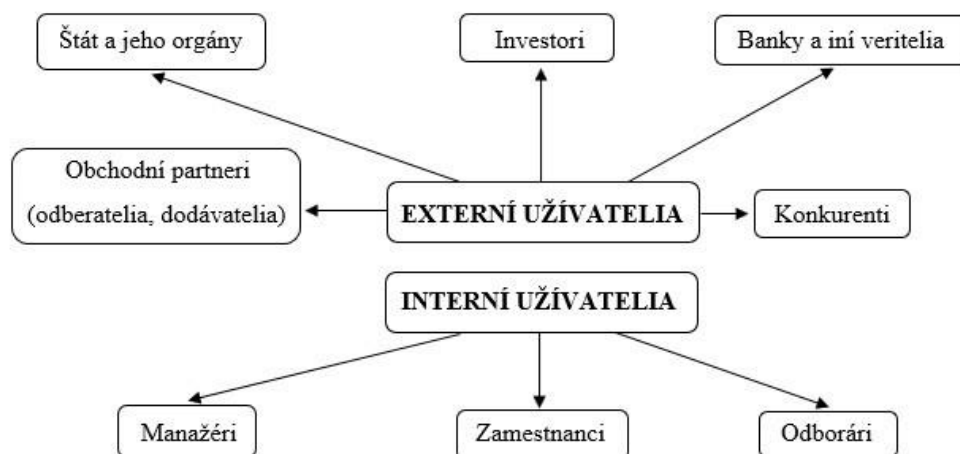 Štát a jeho orgány
Investori
Banky a iní veritelia
Obchodní partneri
(odberatelia, dodávatelia)
EXTERNÍ UŽÍVATELIA
Konkurenti
INTERNÍ UŽÍVATELIA
Manažéri
Zamestnanci
Odborári